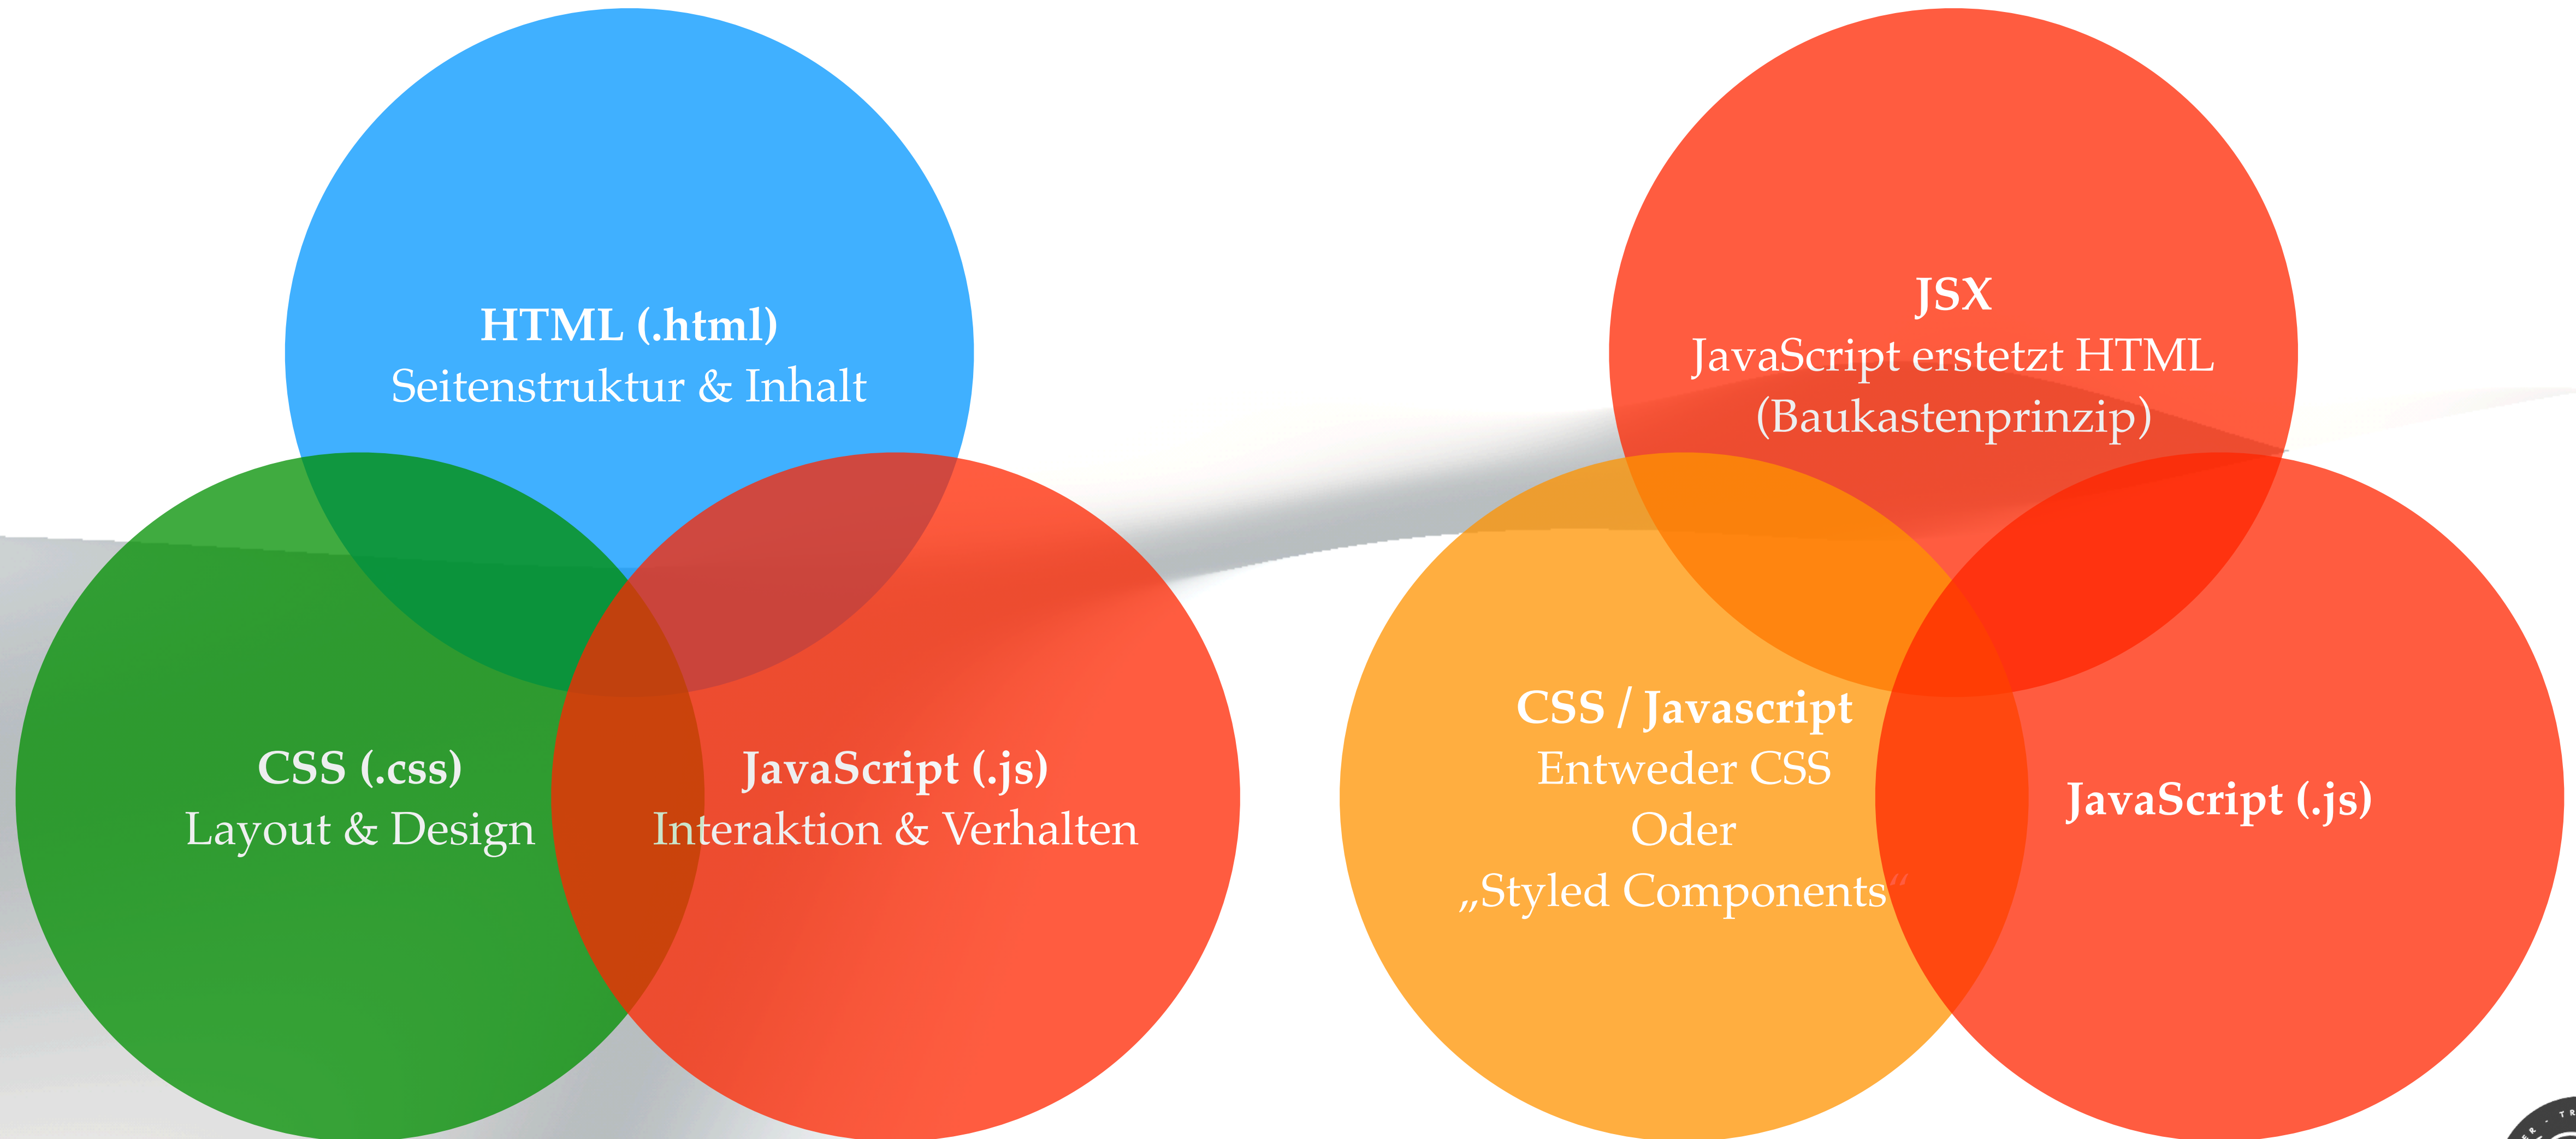 HTML (.html)
Seitenstruktur & Inhalt
CSS (.css)
Layout & Design
JavaScript (.js)
Interaktion & Verhalten
JSX
JavaScript erstetzt HTML
(Baukastenprinzip)
CSS / Javascript
Entweder CSS
Oder
„Styled Components“
JavaScript (.js)